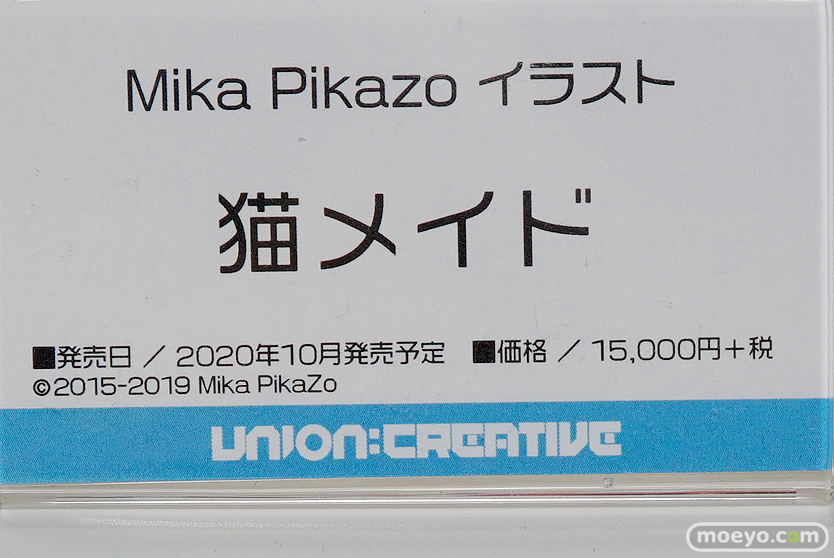 Mika Pikazo イラスト
猫メイド
■発売日 / 2020年10月発売予定 ■価格 / 15,000円+税
©2015-2019 Mika PikaZo
UNION:CREATIVE
moeyo.com